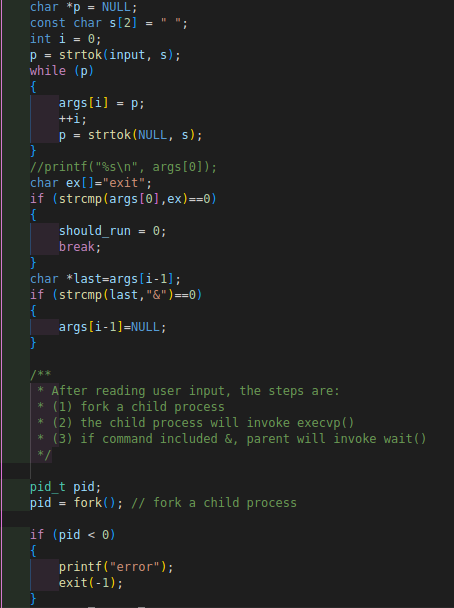 char *p = NULL;
const char s[2] = " ";
int i = 0;
p = strtok(input, s);
while (p)
{
    args[i] = p;
    ++i;
    p = strtok(NULL, s);
}
//printf("%s\n", args[0]);
char ex[]="exit";
if (strcmp(args[0],ex)==0)
{
    should_run = 0;
    break;
}
char *last=args[i-1];
if (strcmp(last,"&")==0)
{
    args[i-1]=NULL;
}
/**
 * After reading user input, the steps are:
 * (1) fork a child process
 * (2) the child process will invoke execvp()
 * (3) if command included &, parent will invoke wait()
 */
pid_t pid;
pid = fork(); // fork a child process
if (pid < 0)
{
    printf("error");
    exit(-1);
}